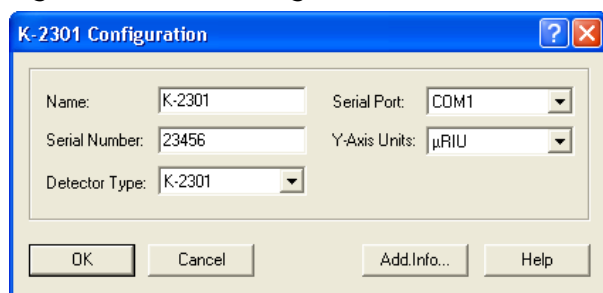 K-2301 Configuration
Name: K-2301 Serial Port: COM1
Serial Number: 23456 Y-Axis Units: µRIU
Detector Type: K-2301
OK Cancel Add.Info... Help